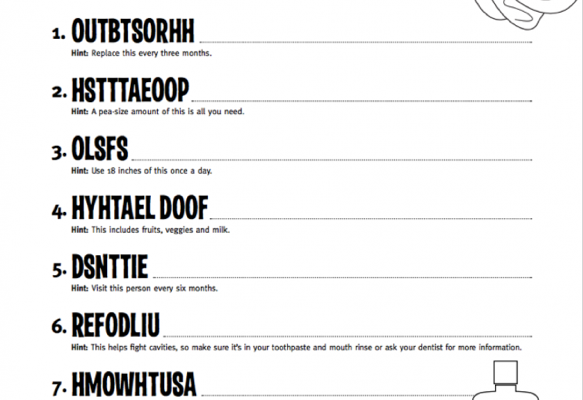 1. OUTBTSORHH
Hint: Replace this every three months.
2. HSTTTAEOOP
Hint: A pea-size amount of this is all you need.
3. OLSFS
Hint: Use 18 inches of this once a day.
4. HYHTAEL DOOF
Hint: This includes fruits, veggies and milk.
5. DSNTTIE
Hint: Visit this person every six months.
6. REFODLIU
Hint: This helps fight cavities, so make sure it's in your toothpaste and mouth rinse or ask your dentist for more information.
7. HMOWHTUSA